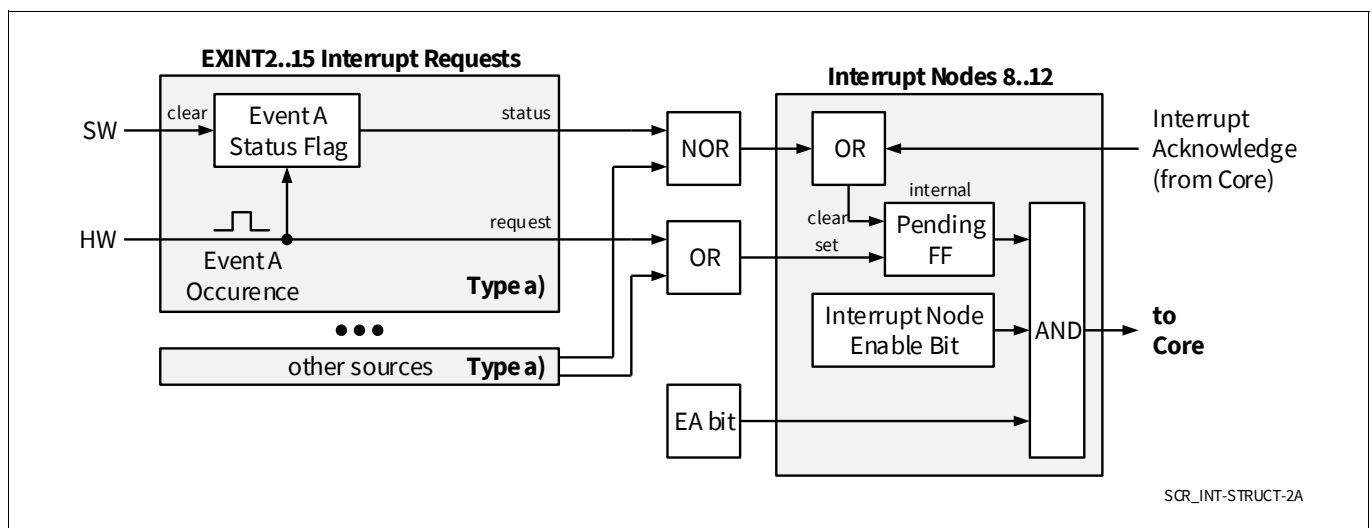 EXINT2..15 Interrupt Requests
Interrupt Nodes 8..12
SW
clear
Event A
Status Flag
status
NOR
OR
Interrupt
Acknowledge
(from Core)
HW
Event A
Occurence
request
Type a)
OR
clear
set
internal
Pending
FF
Interrupt Node
Enable Bit
AND
to
Core
other sources Type a)
EA bit
SCR_INT-STRUCT-2A